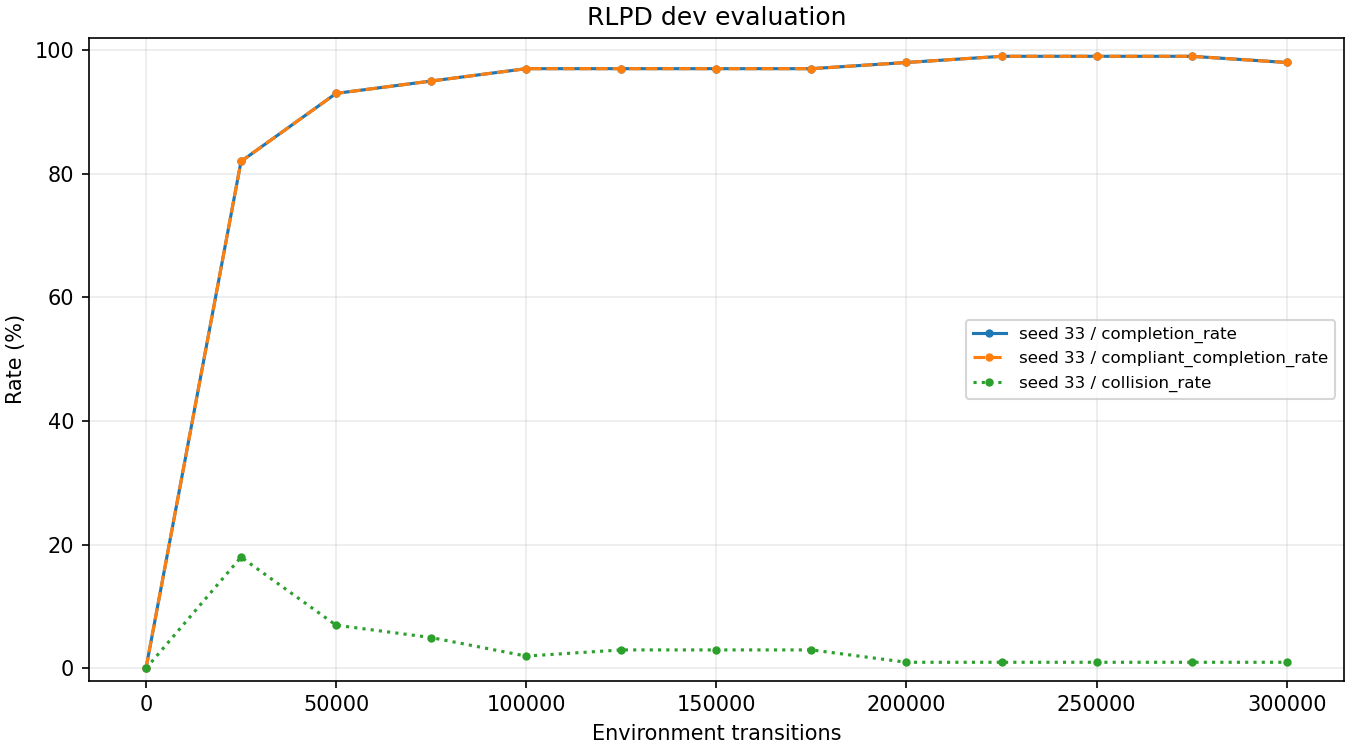 RLPD dev evaluation
100
80
60
40
20
0
Rate (%)
seed 33 / completion_rate
seed 33 / compliant_completion_rate
seed 33 / collision_rate
0 50000 100000 150000 200000 250000 300000
Environment transitions